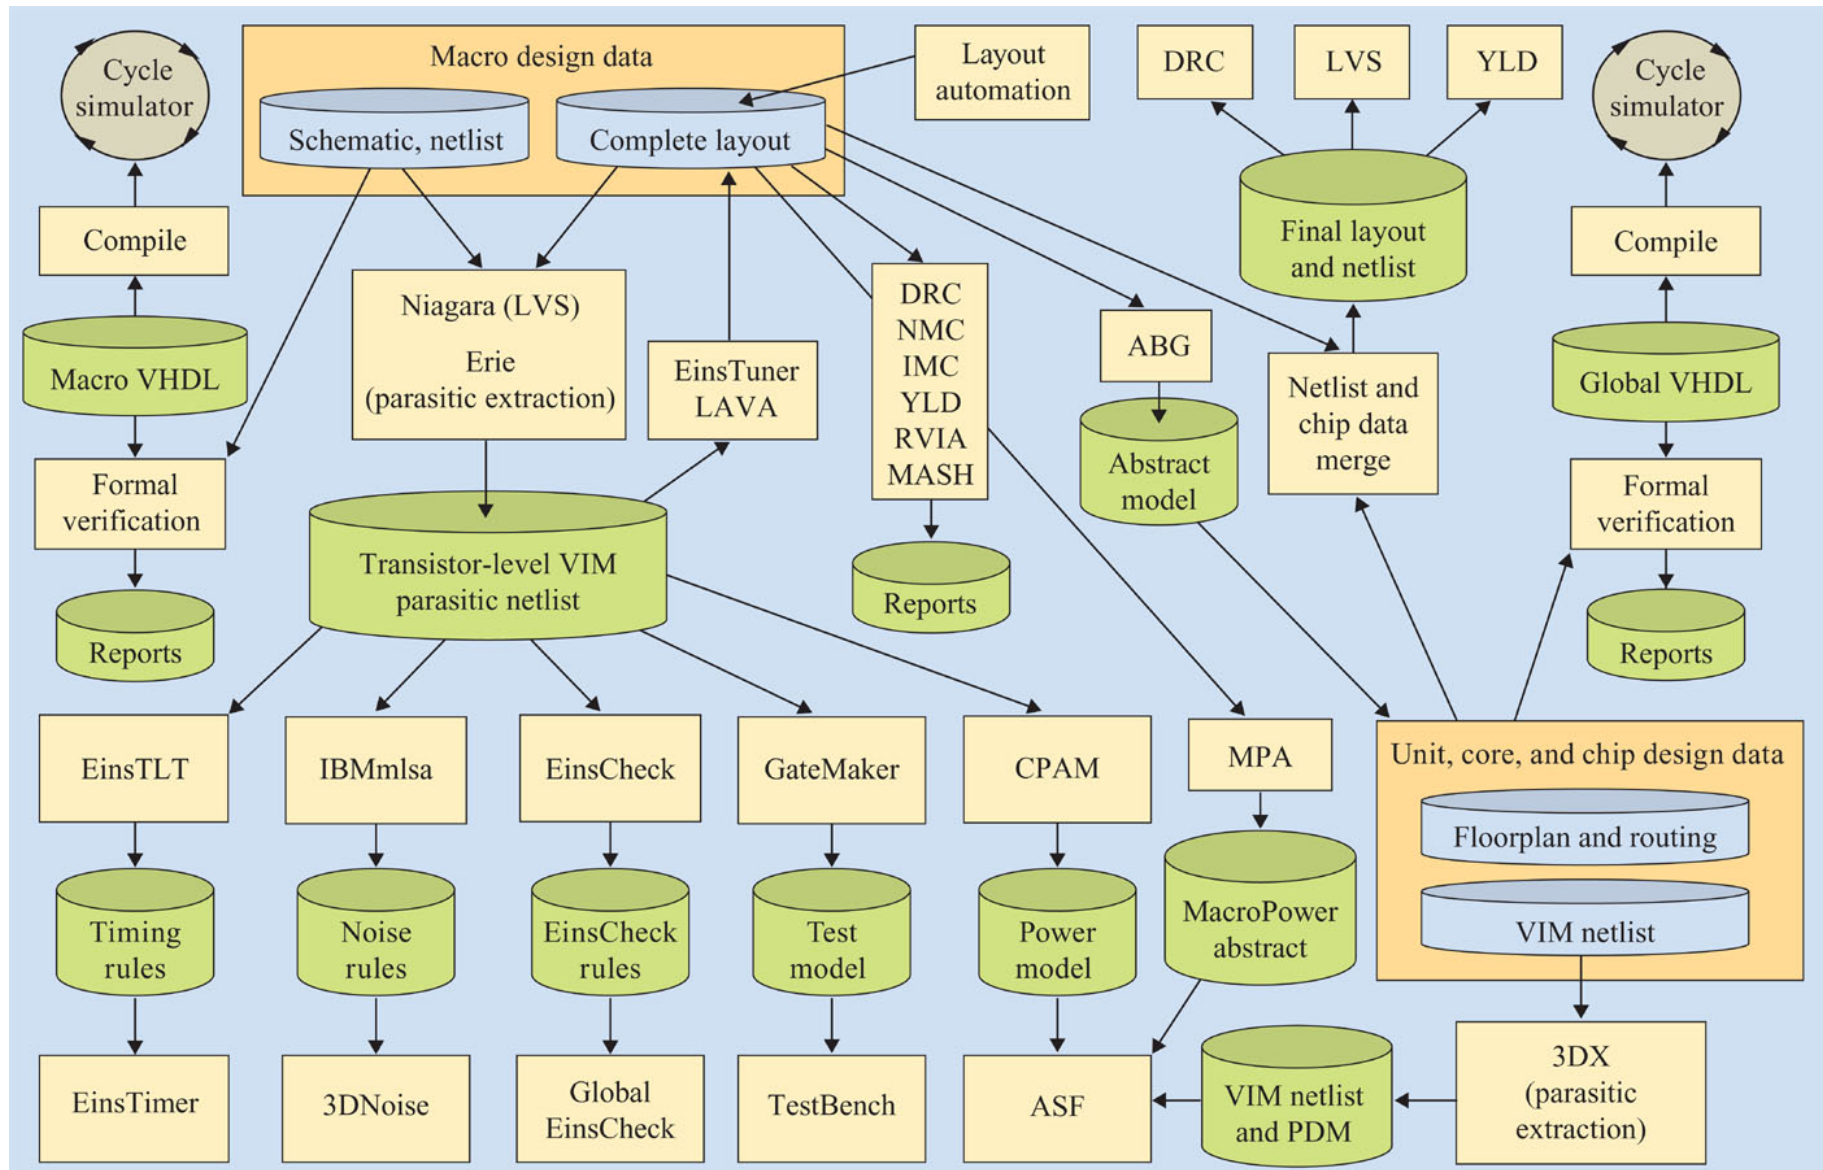 Cycle
simulator
Macro design data
Schematic, netlist
Complete layout
Layout
automation
DRC
LVS
YLD
Cycle
simulator
Compile
Final layout
and netlist
Compile
Macro VHDL
Niagara (LVS)
Erie
(parasitic extraction)
EinsTuner
LAVA
DRC
NMC
IMC
YLD
RVIA
MASH
ABG
Netlist and
chip data
merge
Global VHDL
Formal
verification
Abstract
model
Formal
verification
Transistor-level VIM
parasitic netlist
Reports
Reports
Reports
EinsTLT
IBMmlsa
EinsCheck
GateMaker
CPAM
MPA
Unit, core, and chip design data
Floorplan and routing
VIM netlist
Timing
rules
Noise
rules
EinsCheck
rules
Test
model
Power
model
MacroPower
abstract
EinsTimer
3DNoise
Global
EinsCheck
TestBench
ASF
VIM netlist
and PDM
3DX
(parasitic
extraction)